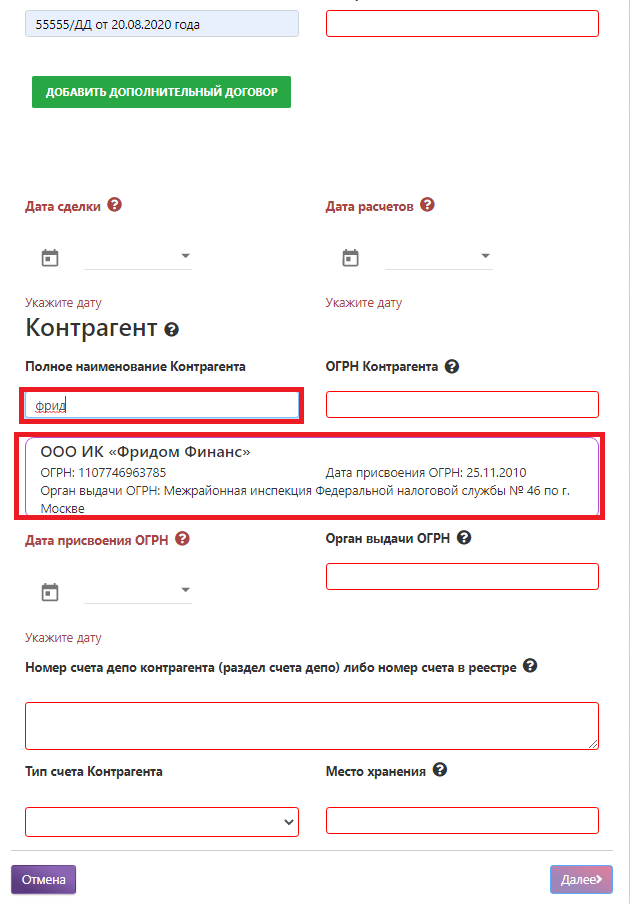 55555/ДД от 20.08.2020 года
ДОБАВИТЬ ДОПОЛНИТЕЛЬНЫЙ ДОГОВОР
Дата сделки ? Дата расчетов ?
Укажите дату Укажите дату
Контрагент ?
Полное наименование Контрагента ОГРН Контрагента ?
фрид
ООО ИК «Фридом Финанс»
ОГРН: 1107746963785 Дата присвоения ОГРН: 25.11.2010
Орган выдачи ОГРН: Межрайонная инспекция Федеральной налоговой службы № 46 по г.
Москве
Дата присвоения ОГРН ? Орган выдачи ОГРН ?
Укажите дату
Номер счета депо контрагента (раздел счета депо) либо номер счета в реестре ?
Тип счета Контрагента Место хранения ?
Отмена Далее